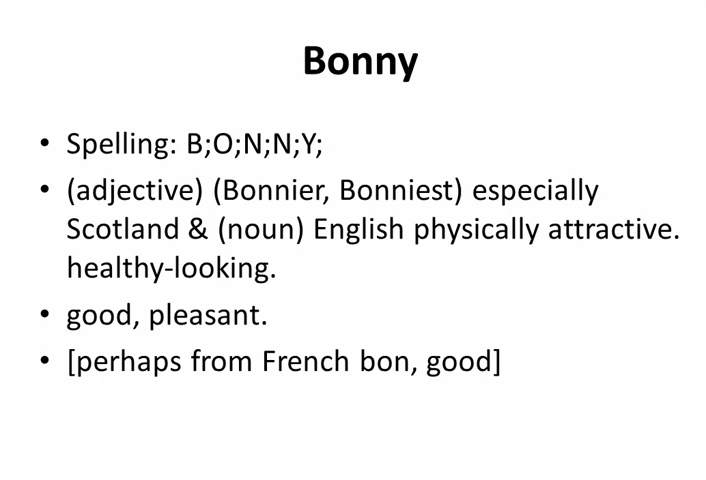 Bonny
• Spelling: B;O;N;N;Y;
• (adjective) (Bonnier, Bonniest) especially
Scotland & (noun) English physically attractive.
healthy-looking.
• good, pleasant.
• [perhaps from French bon, good]